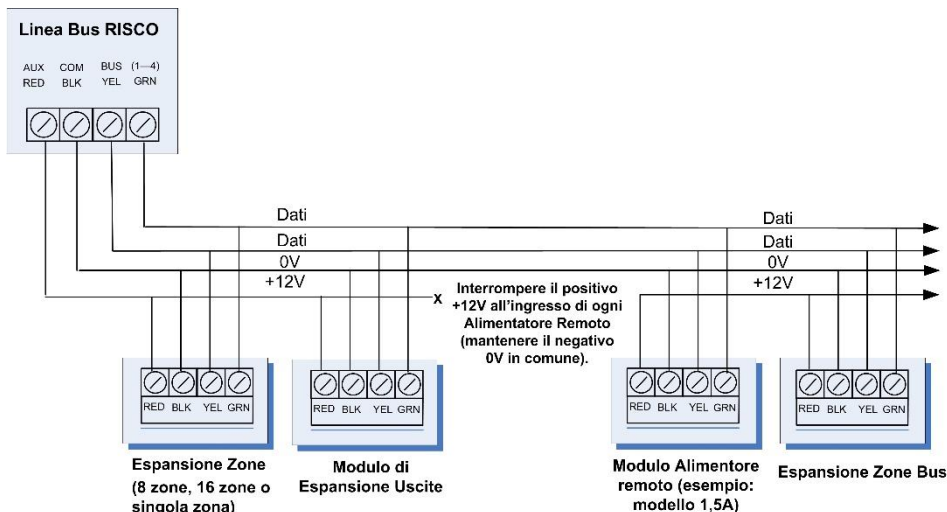 Linea Bus RISCO
AUX COM BUS (1—4)
RED BLK YEL GRN
Dati Dati
Dati Dati
0V 0V
+12V +12V
x
Interrompere il positivo
+12V all'ingresso di ogni
Alimentatore Remoto
(mantenere il negativo
0V in comune).
RED BLK YEL GRN
RED BLK YEL GRN
RED BLK YEL GRN
RED BLK YEL GRN
Espansione Zone
(8 zone, 16 zone o
singola zona)
Modulo di
Espansione Uscite
Modulo Alimentore
remoto (esempio:
modello 1,5A)
Espansione Zone Bus